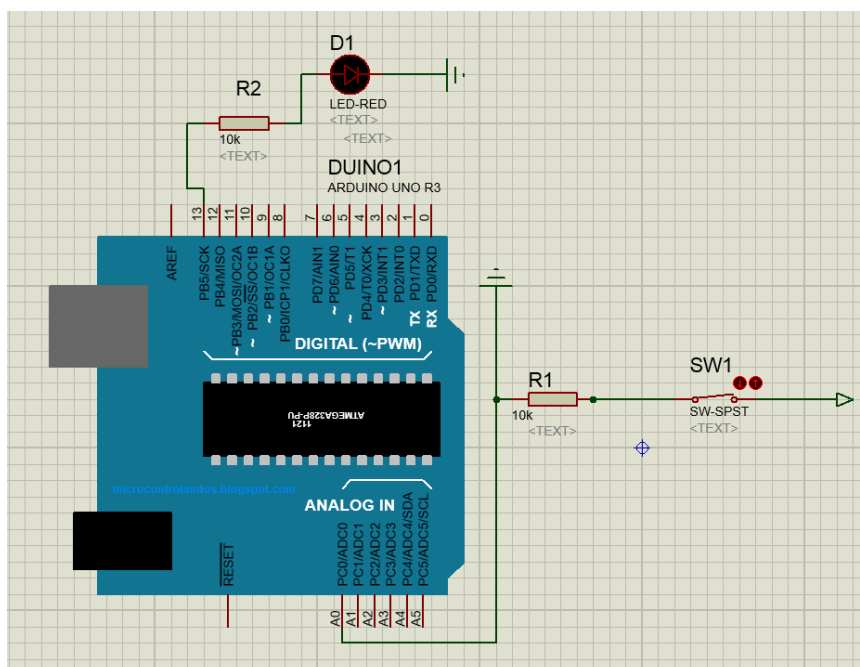 D1
LED-RED
<TEXT>
<TEXT>
R2
10k
<TEXT>
DUINO1
ARDUINO UNO R3
13
12
11
10
9
8
7
6
5
4
3
2
1
0
AREF
PB5/SCK
PB4/MISO
~PB3/MOSI/OC2A
~PB2/SS/OC1B
~PB1/OC1A
PB0/ICP1/CLKO
PD7/AIN1
~PD6/AIN0
~PD5/T1
PD4/T0/XCK
~PD3/INT1
PD2/INT0
TX PD1/TXD
RX PD0/RXD
DIGITAL (~PWM)
ATMEGA328P-PU
1121
microcontrolandos.blogspot.com
ANALOG IN
RESET
PC0/ADC0
PC1/ADC1
PC2/ADC2
PC3/ADC3
PC4/ADC4/SDA
PC5/ADC5/SCL
A0
A1
A2
A3
A4
A5
R1
10k
<TEXT>
SW1
SW-SPST
<TEXT>